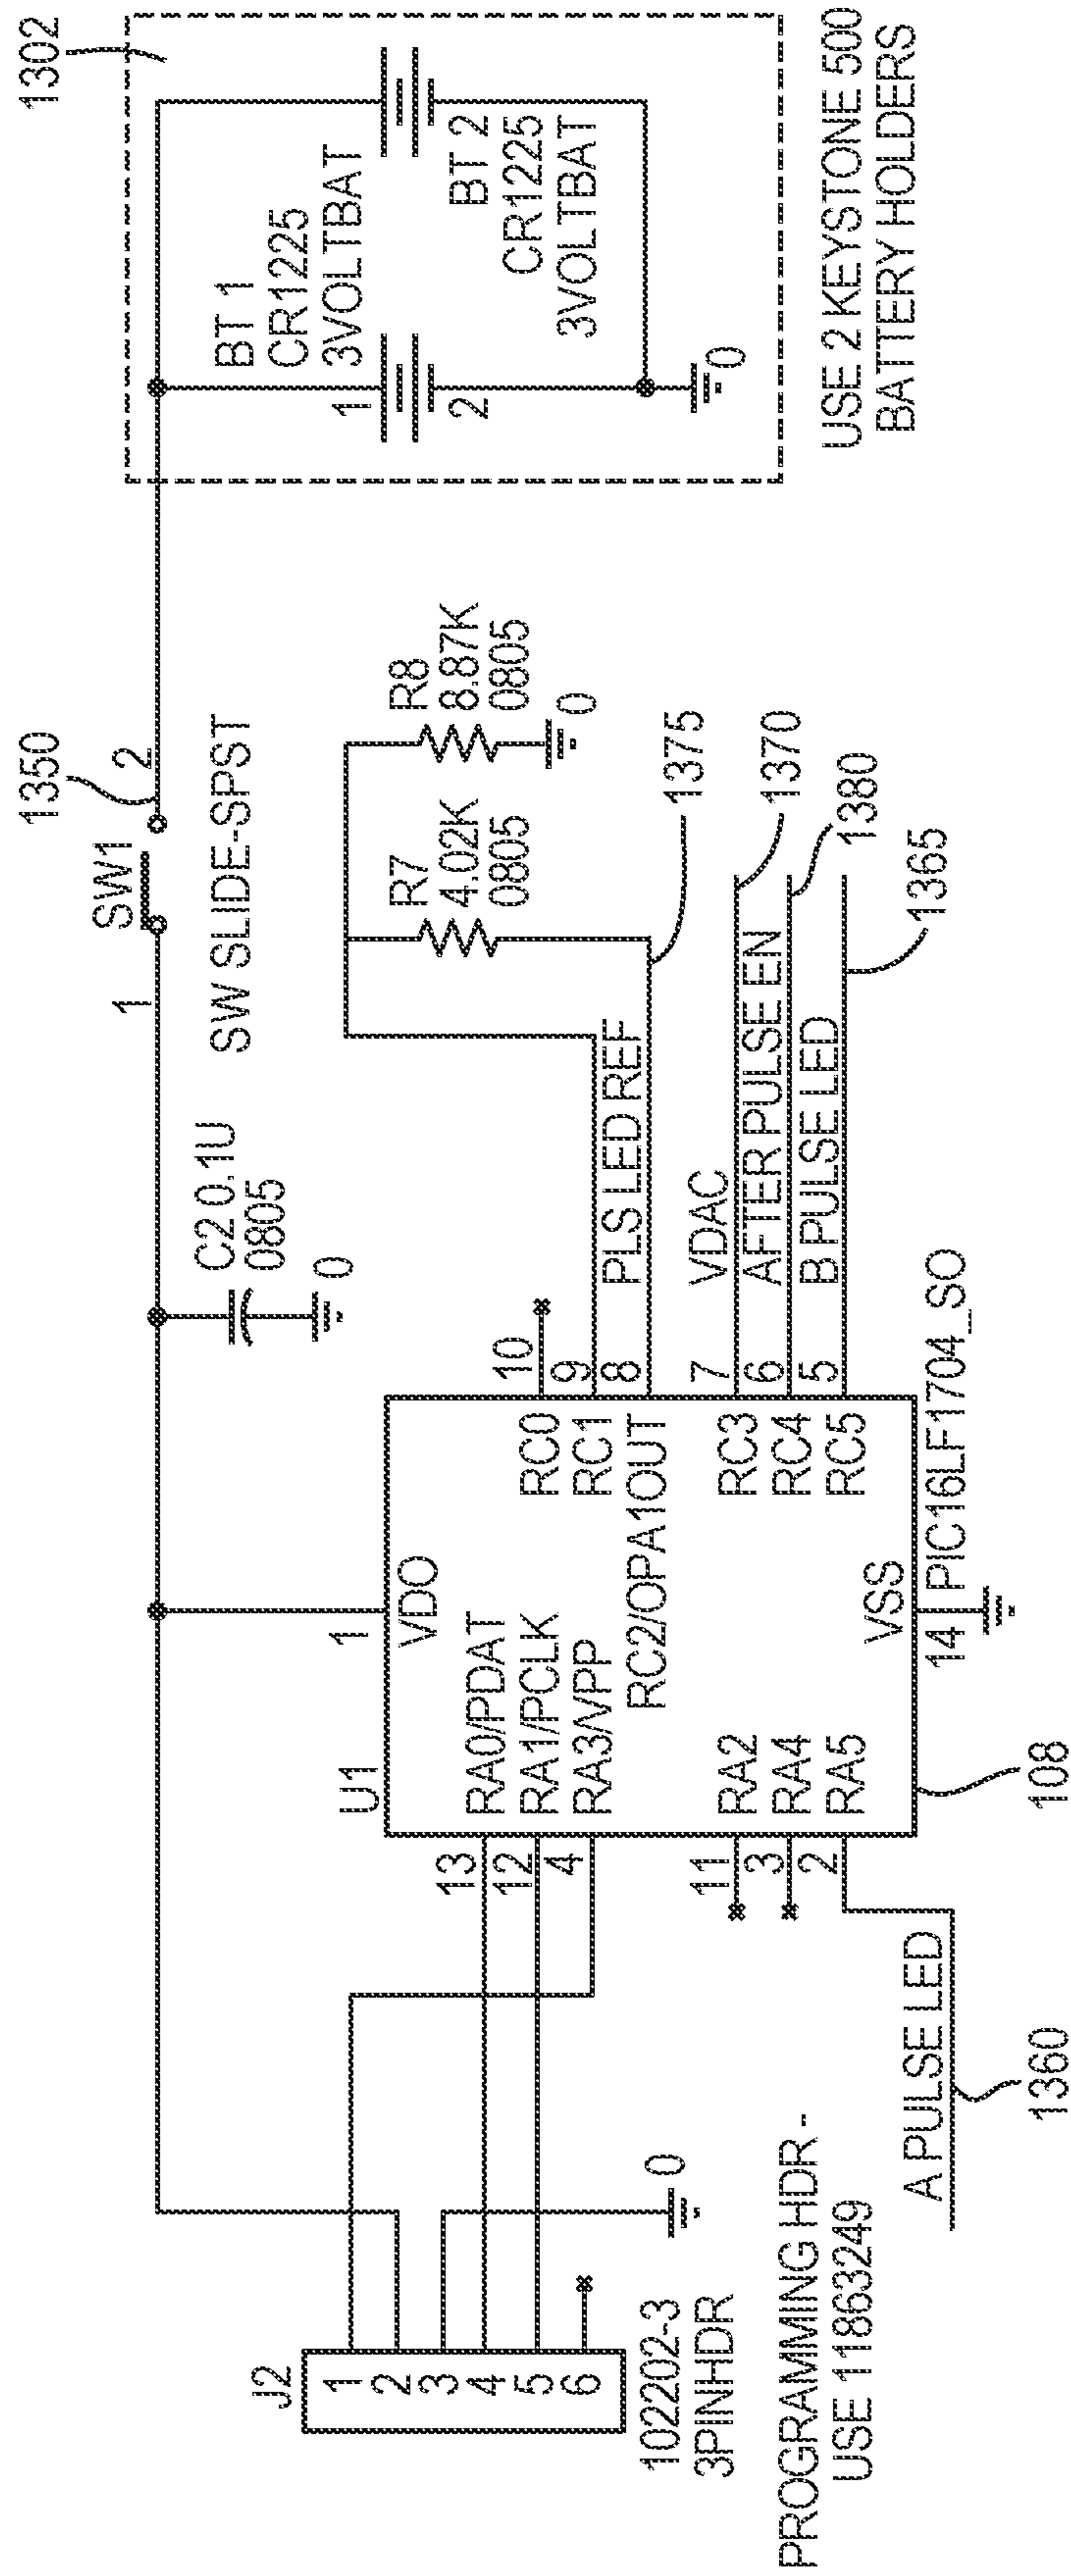 1302
BT 1
CR1225
3VOLTBAT
1
2
BT 2
CR1225
3VOLTBAT
0
USE 2 KEYSTONE 500
BATTERY HOLDERS
1350
2
SW1
1
SW SLIDE-SPST
C2 0.1U
0805
0
R7
4.02K
0805
R8
8.87K
0805
0
1375
1370
1380
1365
PLS LED REF
VDAC
AFTER PULSE EN
B PULSE LED
10
9
8
7
6
5
U1
1
VDO
RA0/PDAT
RA1/PCLK
RA3/VPP
RC0
RC1
RC2/OPA1OUT
RC3
RC4
RC5
RA2
RA4
RA5
VSS
14
PIC16LF1704_SO
108
13
12
4
11
3
2
A PULSE LED
1360
0
J2
1
2
3
4
5
6
102202-3
3PINHDR
PROGRAMMING HDR -
USE 11863249